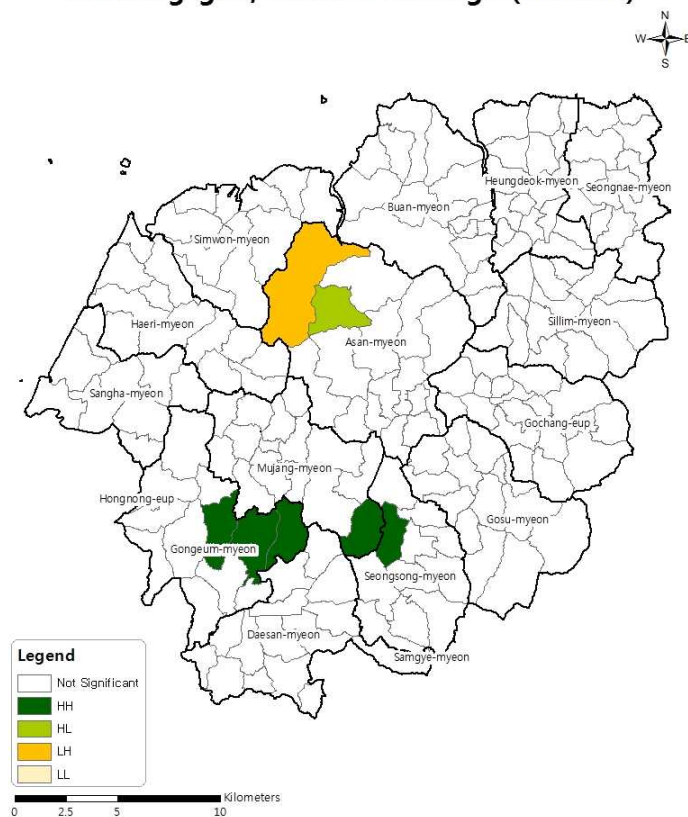 N
W E
S
Heungdeok-myeon
Seongnae-myeon
Buan-myeon
Simwon-myeon
Haeri-myeon
Sillim-myeon
Asan-myeon
Sangha-myeon
Gochang-eup
Mujang-myeon
Hongnong-eup
Gosu-myeon
Gongeum-myeon
Seongsong-myeon
Daesan-myeon
Samgye-myeon
Legend
Not Significant
HH
HL
LH
LL
Kilometers
0 2.5 5 10